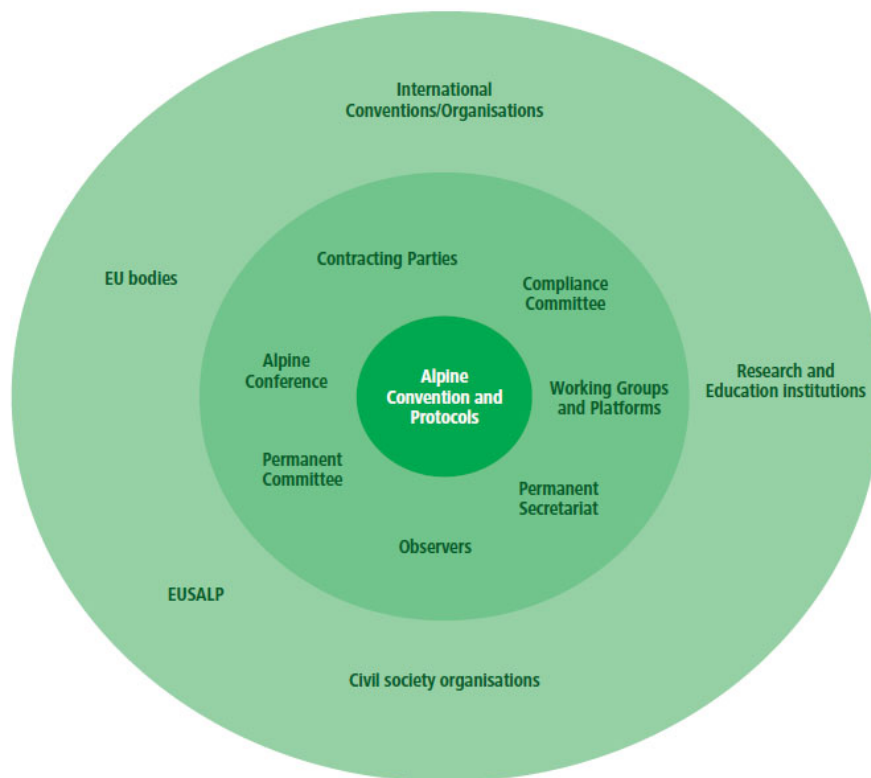 International
Conventions/Organisations
Contracting Parties
EU bodies
Compliance
Committee
Alpine
Conference
Alpine
Convention and
Protocols
Working Groups
and Platforms
Research and
Education institutions
Permanent
Committee
Permanent
Secretariat
Observers
EUSALP
Civil society organisations